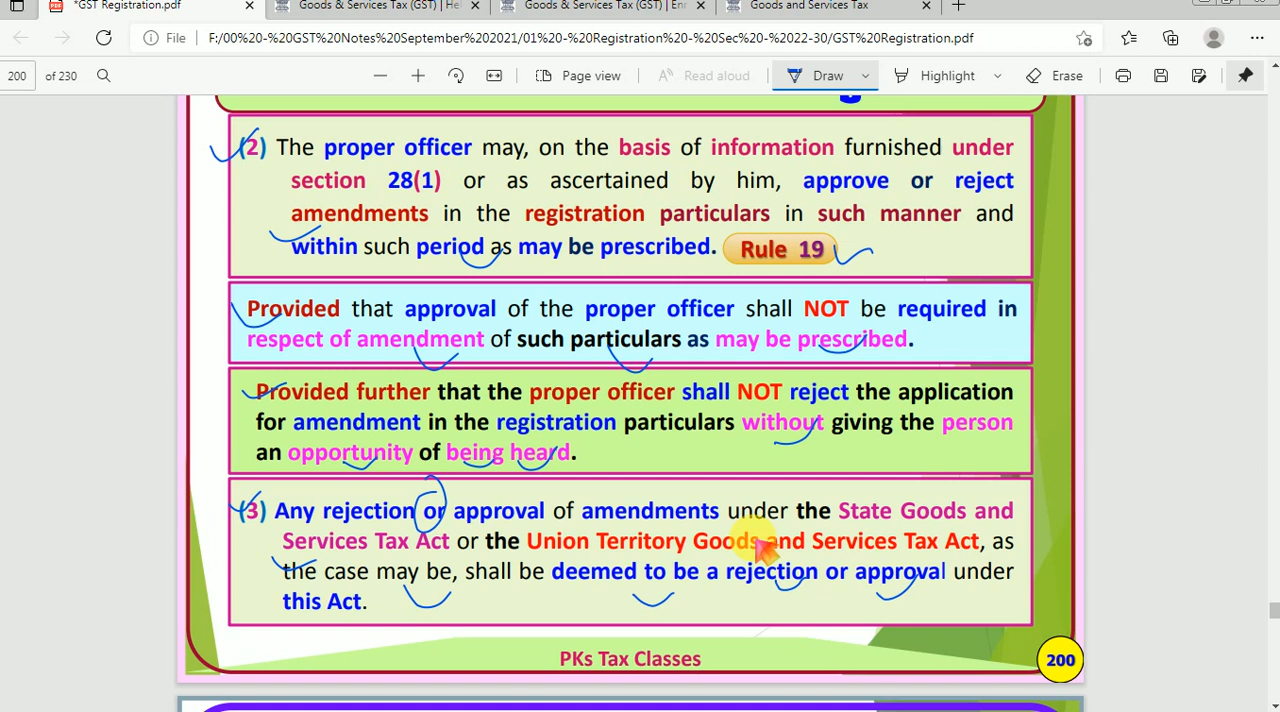 *GST Registration.pdf
Goods & Services Tax (GST) | He
Goods & Services Tax (GST) | En
Goods and Services Tax
File
F:/00%20-%20GST%20Notes%20September%202021/01%20-%20Registration%20-%20Sec%20-%2022-30/GST%20Registration.pdf
200 of 230
Page view
Read aloud
Draw
Highlight
Erase
(2) The proper officer may, on the basis of information furnished under
section 28(1) or as ascertained by him, approve or reject
amendments in the registration particulars in such manner and
within such period as may be prescribed. Rule 19
Provided that approval of the proper officer shall NOT be required in
respect of amendment of such particulars as may be prescribed.
Provided further that the proper officer shall NOT reject the application
for amendment in the registration particulars without giving the person
an opportunity of being heard.
(3) Any rejection or approval of amendments under the State Goods and
Services Tax Act or the Union Territory Goods and Services Tax Act, as
the case may be, shall be deemed to be a rejection or approval under
this Act.
PKs Tax Classes
200